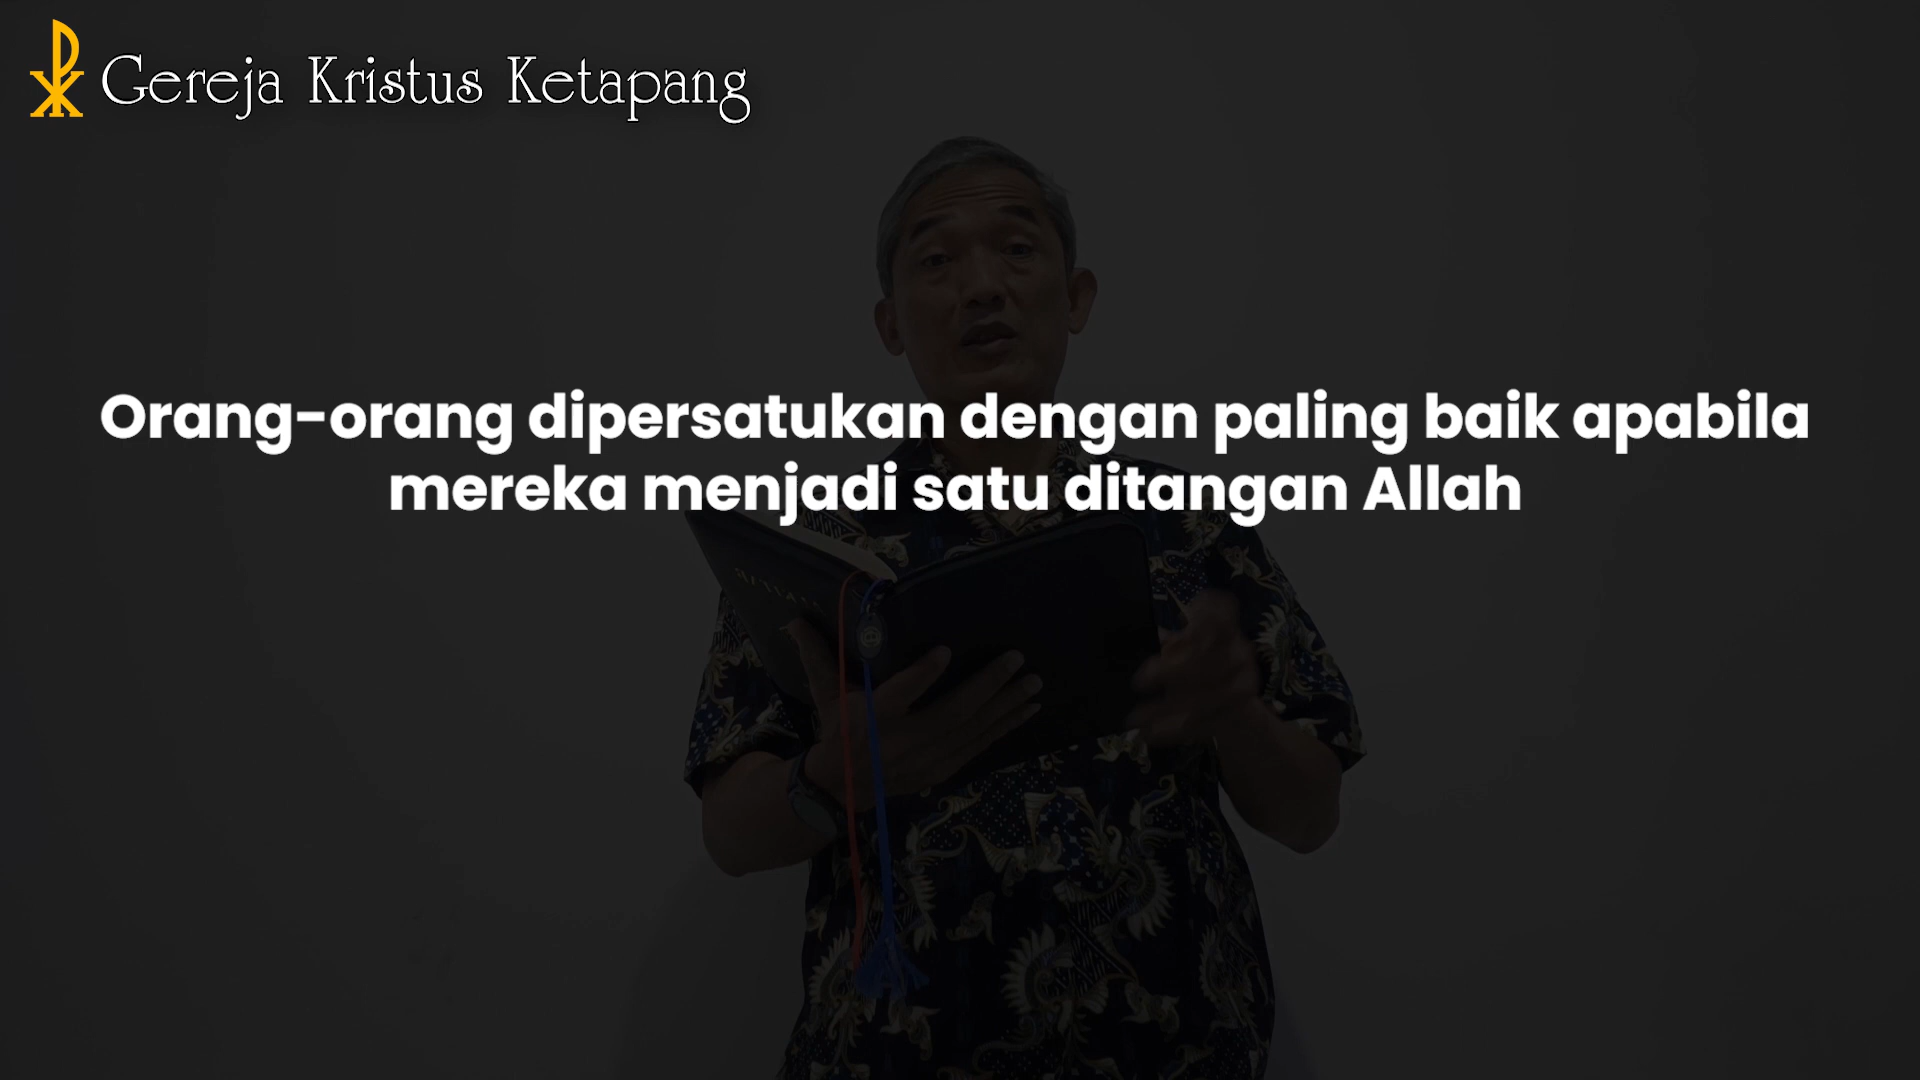 Gereja Kristus Ketapang
Orang-orang dipersatukan dengan paling baik apabila
mereka menjadi satu ditangan Allah